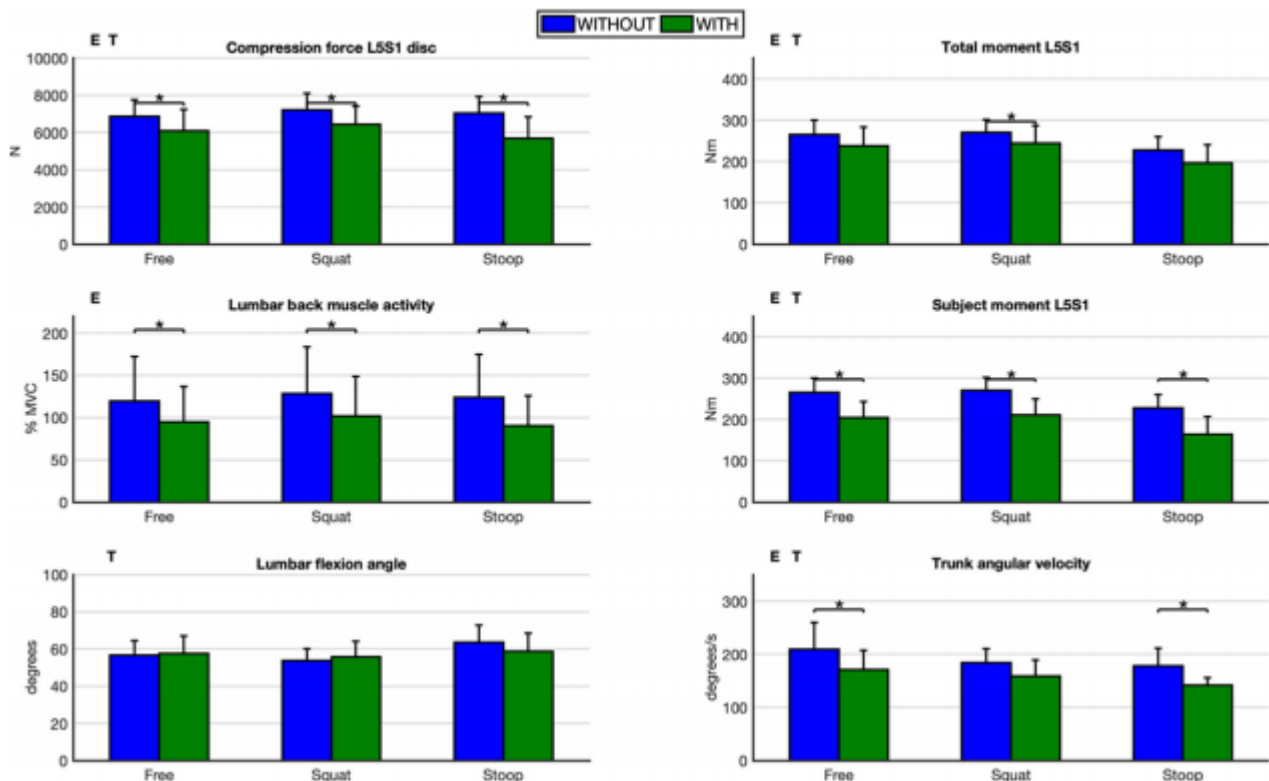 WITHOUT WITH
E T
Compression force L5S1 disc
10000
8000
6000
4000
2000
0
N
* * *
Free Squat Stoop
E T
Total moment L5S1
400
300
200
100
0
Nm
*
Free Squat Stoop
E
Lumbar back muscle activity
200
150
100
50
0
% MVC
* * *
Free Squat Stoop
E T
Subject moment L5S1
400
300
200
100
0
Nm
* * *
Free Squat Stoop
T
Lumbar flexion angle
100
80
60
40
20
0
degrees
Free Squat Stoop
E T
Trunk angular velocity
300
200
100
0
degrees/s
* *
Free Squat Stoop